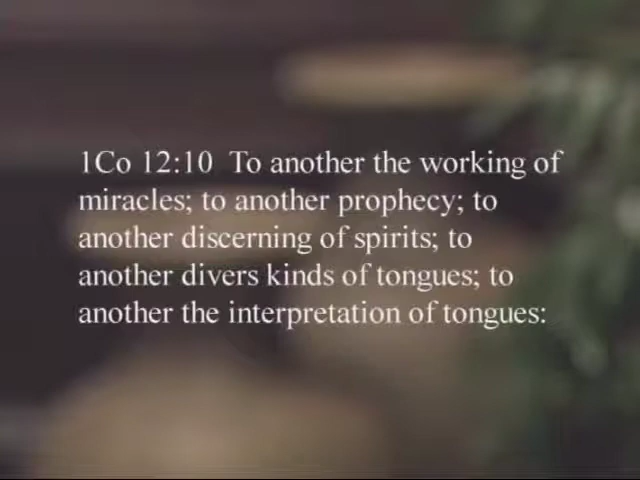 1Co 12:10  To another the working of
miracles; to another prophecy; to
another discerning of spirits; to
another divers kinds of tongues; to
another the interpretation of tongues: